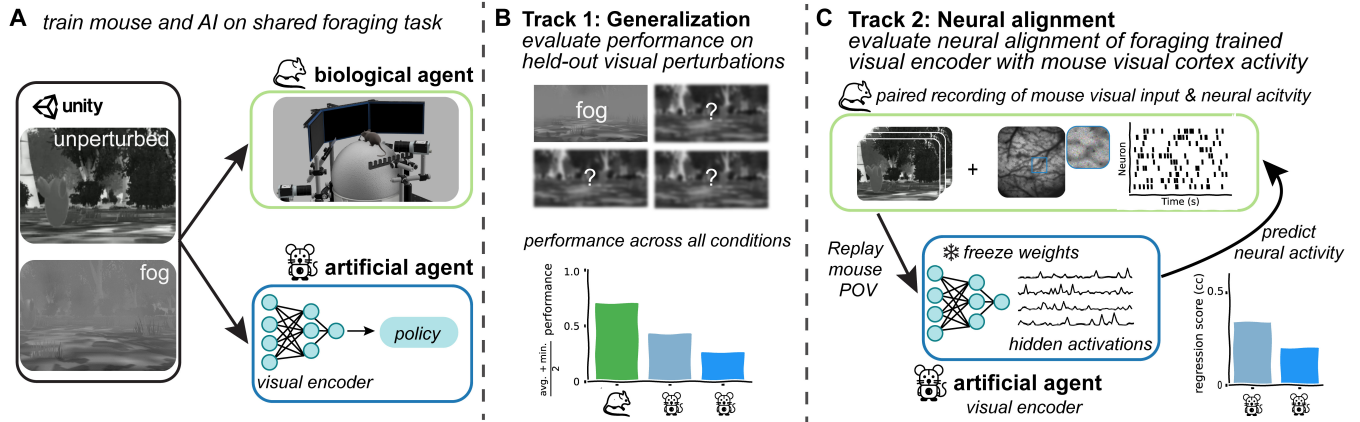 A
train mouse and AI on shared foraging task
unity
unperturbed
fog
biological agent
artificial agent
visual encoder
policy
B
Track 1: Generalization
evaluate performance on
held-out visual perturbations
fog
?
?
?
performance across all conditions
avg. + min.
2
performance
1.0
0.5
0
C
Track 2: Neural alignment
evaluate neural alignment of foraging trained
visual encoder with mouse visual cortex activity
paired recording of mouse visual input & neural acitvity
+
Neuron
Time (s)
Replay
mouse
POV
freeze weights
hidden activations
artificial agent
visual encoder
predict
neural activity
regression score (cc)
0.5
0